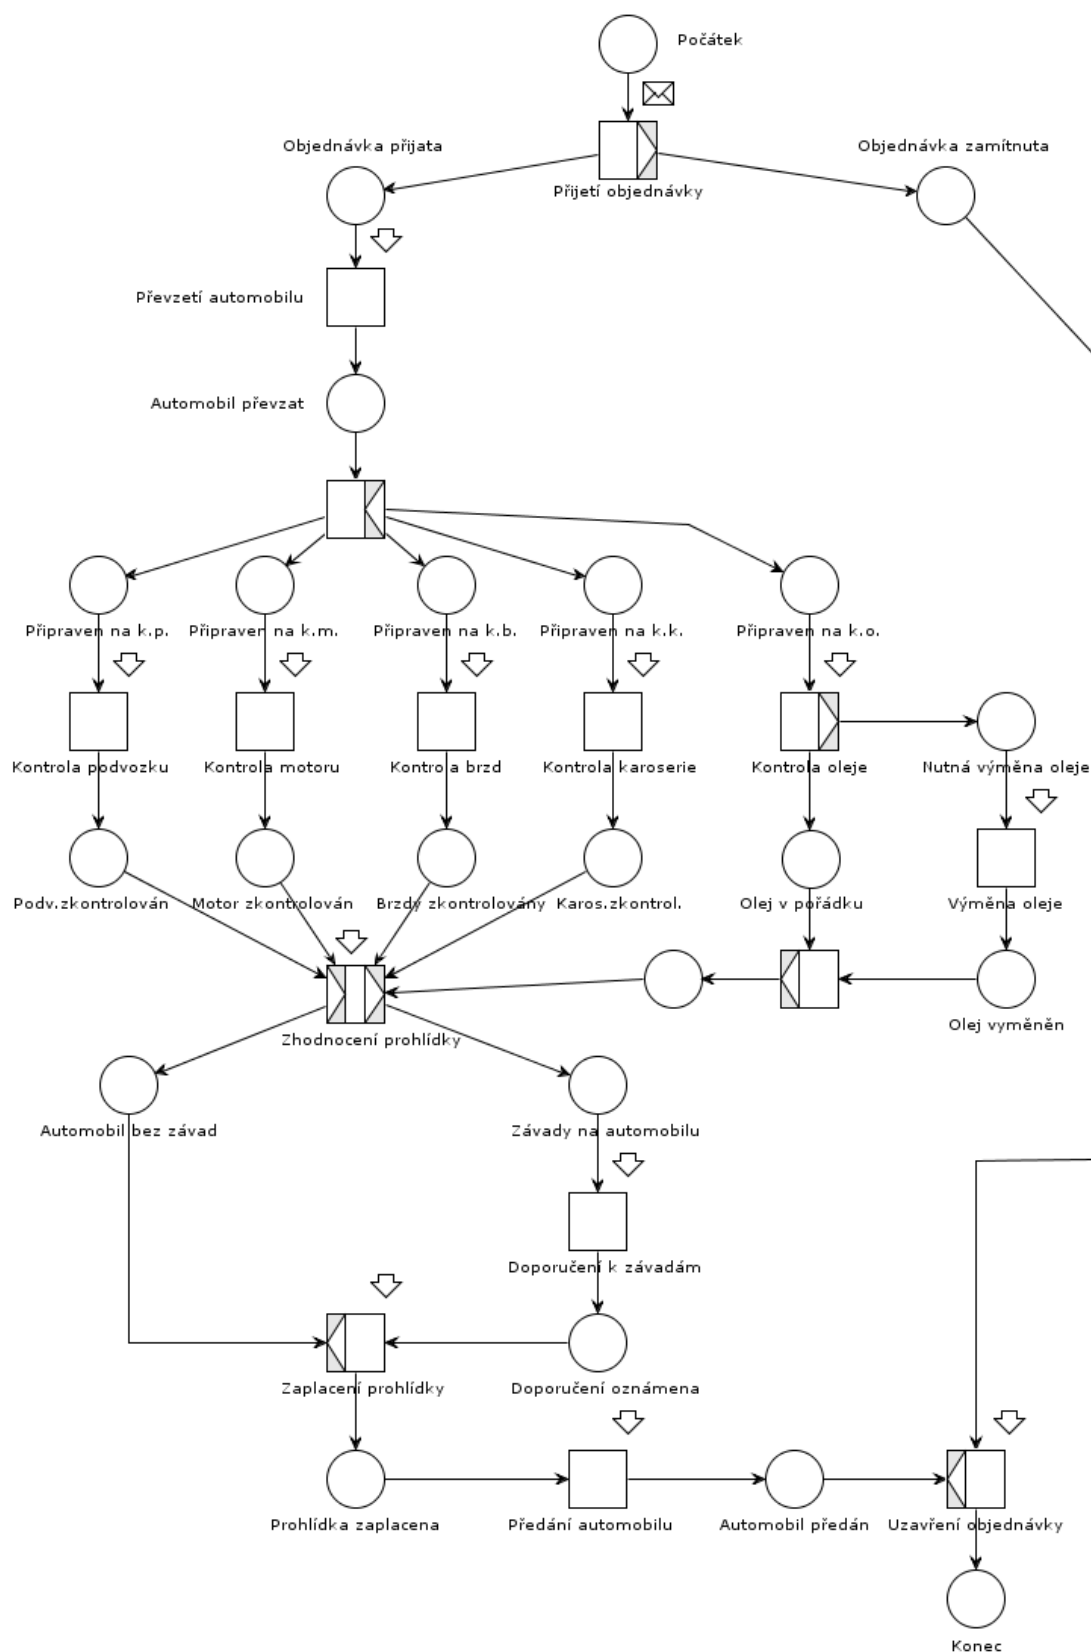 Počátek
Objednávka přijata
Objednávka zamítnuta
Přijetí objednávky
Převzetí automobilu
Automobil převzat
Připraven na k.p.
Připraven na k.m.
Připraven na k.b.
Připraven na k.k.
Připraven na k.o.
Kontrola podvozku
Kontrola motoru
Kontrola brzd
Kontrola karoserie
Kontrola oleje
Nutná výměna oleje
Podv.zkontrolován
Motor zkontrolován
Brzdy zkontrolovány
Karos.zkontrol.
Olej v pořádku
Výměna oleje
Olej vyměněn
Zhodnocení prohlídky
Automobil bez závad
Závady na automobilu
Doporučení k závadám
Zaplacení prohlídky
Doporučení oznámena
Prohlídka zaplacena
Předání automobilu
Automobil předán
Uzavření objednávky
Konec